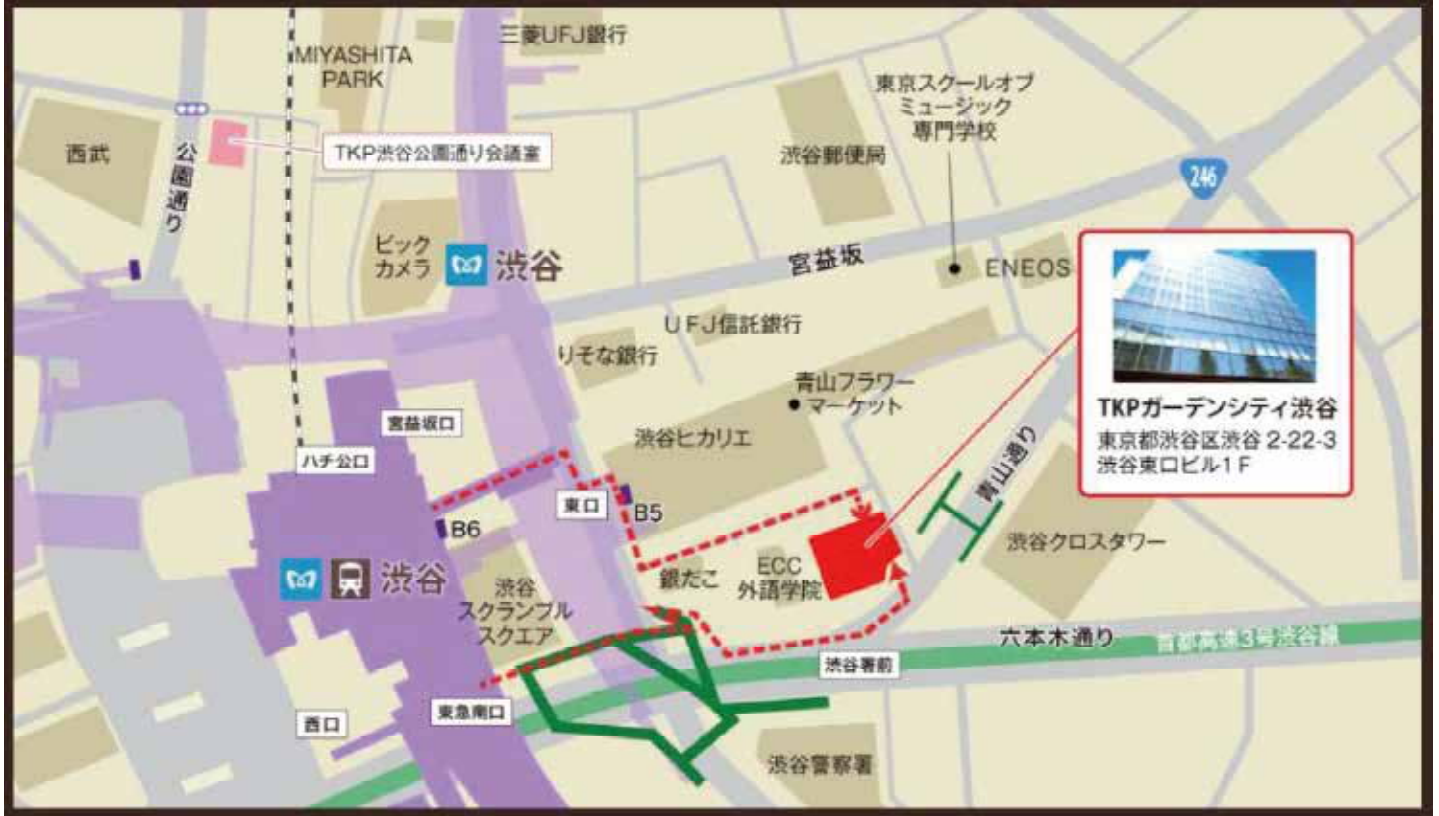 三菱UFJ銀行
MIYASHITA
PARK
東京スクールオブ
ミュージック
専門学校
西武
公園通り
TKP渋谷公園通り会議室
渋谷郵便局
246
ビック
カメラ
渋谷
宮益坂
ENEOS
UFJ信託銀行
りそな銀行
青山フラワー
マーケット
TKPガーデンシティ渋谷
東京都渋谷区渋谷 2-22-3
渋谷東口ビル1F
宮益坂口
渋谷ヒカリエ
ハチ公口
青山通り
東口
B5
B6
渋谷クロスタワー
渋谷
渋谷
スクランブル
スクエア
銀だこ
ECC
外語学院
六本木通り
首都高速3号渋谷線
渋谷署前
東急南口
西口
渋谷警察署